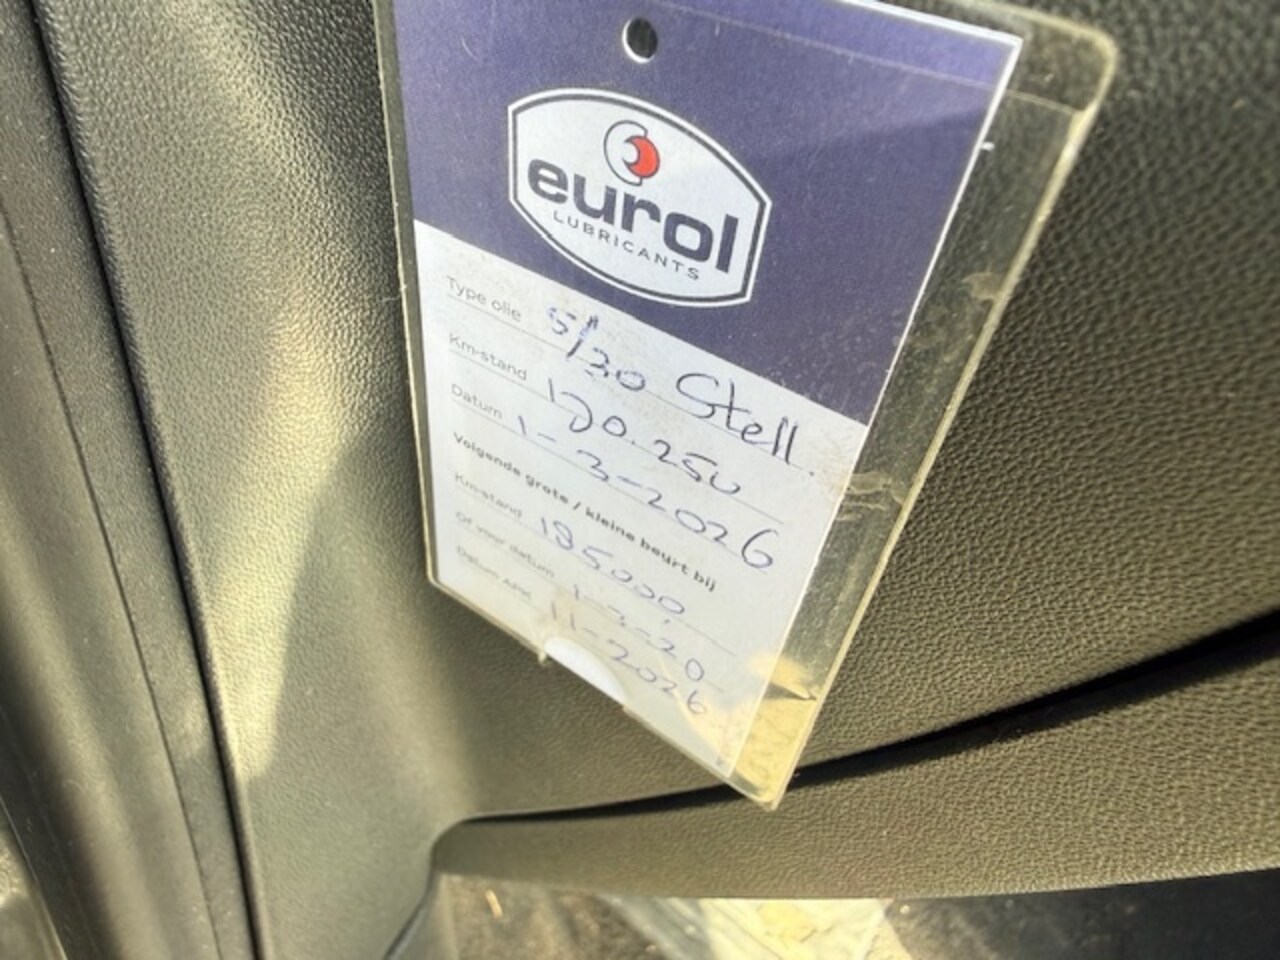 eurol
LUBRICANTS
Type olie 5/30 Stell.
Km-stand 170.250
Datum 1-3-2026
Volgende grote / kleine beurt bij
Km-stand 185000
Of voor datum
Datum APK 11-2026